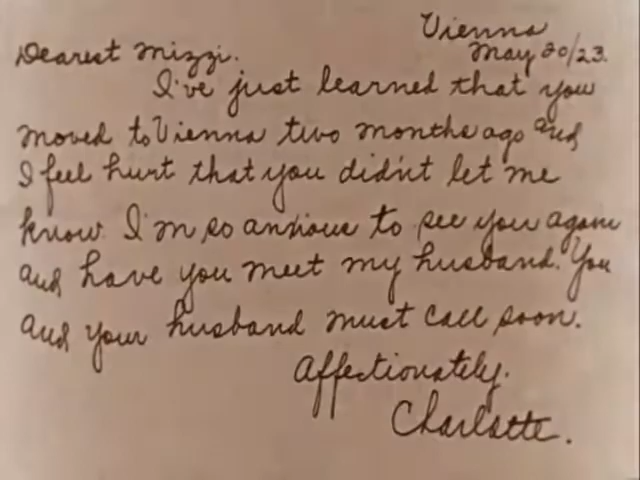 Vienna
May 20/23.
Dearest Mizzi.
I've just learned that you
moved to Vienna two months ago and
I feel hurt that you didn't let me
know. I'm so anxious to see you again
and have you meet my husband. You
and your husband must call soon.
Affectionately.
Charlotte.